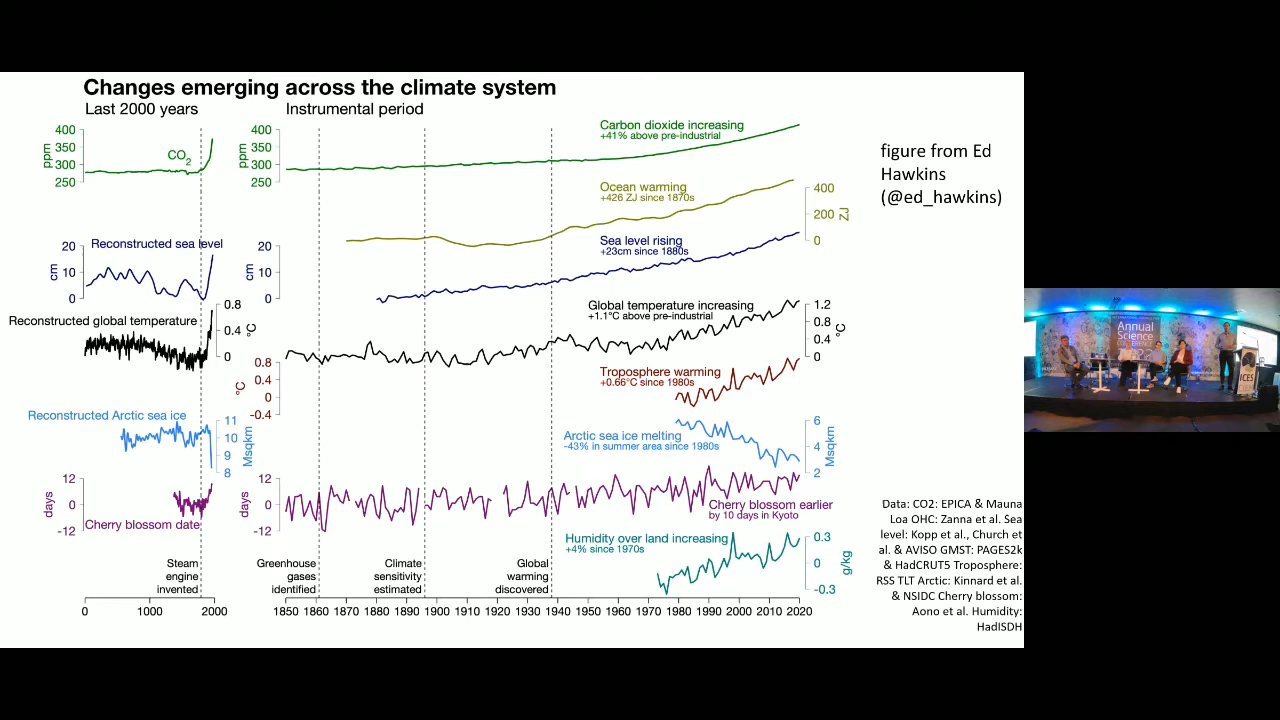 Changes emerging across the climate system
Last 2000 years
Instrumental period
400
350
300
250
ppm
CO2
400
350
300
250
ppm
Carbon dioxide increasing
+41% above pre-industrial
Ocean warming
+426 ZJ since 1870s
400
200
0
ZJ
Reconstructed sea level
20
10
0
cm
20
10
0
cm
Sea level rising
+23cm since 1880s
Reconstructed global temperature
0.8
0.4
0
°C
Global temperature increasing
+1.1°C above pre-industrial
1.2
0.8
0.4
0
°C
0.8
0.4
0
-0.4
°C
Troposphere warming
+0.66°C since 1980s
Reconstructed Arctic sea ice
11
10
9
8
Msqkm
Arctic sea ice melting
-43% in summer area since 1980s
6
4
2
Msqkm
12
0
-12
days
Cherry blossom date
12
0
-12
days
Cherry blossom earlier
by 10 days in Kyoto
Humidity over land increasing
+4% since 1970s
0.3
0
-0.3
g/kg
Steam
engine
invented
Greenhouse
gases
identified
Climate
sensitivity
estimated
Global
warming
discovered
0 1000 2000
1850 1860 1870 1880 1890 1900 1910 1920 1930 1940 1950 1960 1970 1980 1990 2000 2010 2020
figure from Ed
Hawkins
(@ed_hawkins)
Data: CO2: EPICA & Mauna
Loa OHC: Zanna et al. Sea
level: Kopp et al., Church et
al. & AVISO GMST: PAGES2k
& HadCRUT5 Troposphere:
RSS TLT Arctic: Kinnard et al.
& NSIDC Cherry blossom:
Aono et al. Humidity:
HadISDH
Annual
Science
ICES